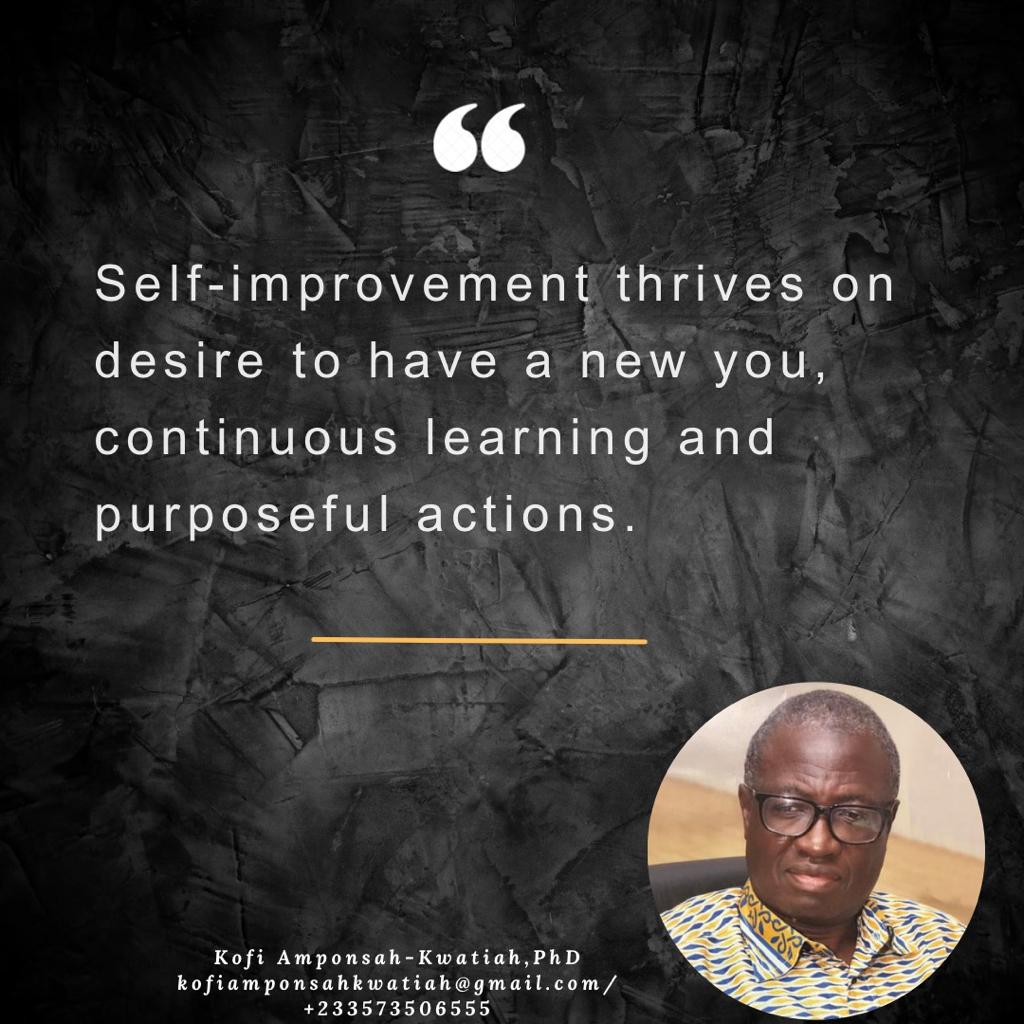 Self-improvement thrives on
desire to have a new you,
continuous learning and
purposeful actions.
Kofi Amponsah-Kwatiah,PhD
kofiamponsahkwatiah@gmail.com/
+233573506555